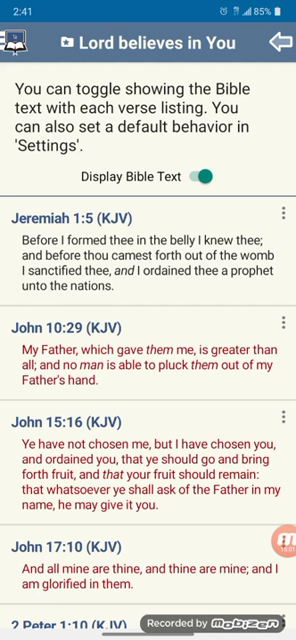 2:41
85%
Lord believes in You
You can toggle showing the Bible
text with each verse listing. You
can also set a default behavior in
'Settings'.
Display Bible Text
Jeremiah 1:5 (KJV)
Before I formed thee in the belly I knew thee;
and before thou camest forth out of the womb
I sanctified thee, and I ordained thee a prophet
unto the nations.
John 10:29 (KJV)
My Father, which gave them me, is greater than
all; and no man is able to pluck them out of my
Father's hand.
John 15:16 (KJV)
Ye have not chosen me, but I have chosen you,
and ordained you, that ye should go and bring
forth fruit, and that your fruit should remain:
that whatsoever ye shall ask of the Father in my
name, he may give it you.
John 17:10 (KJV)
And all mine are thine, and thine are mine; and I
am glorified in them.
2 Peter 1:10 (KJV)
Recorded by mobizen